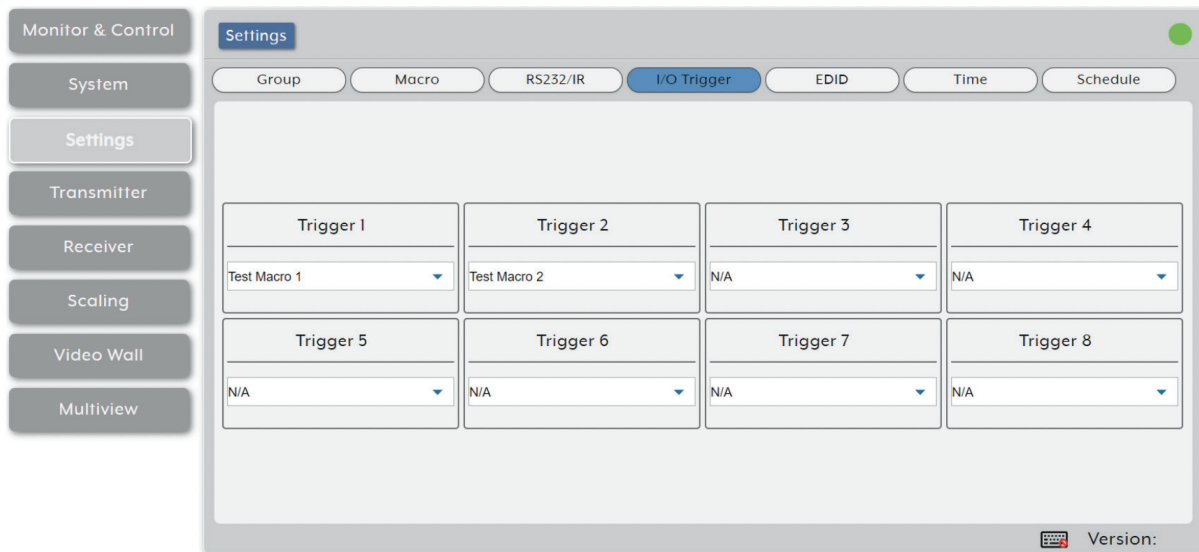 Monitor & Control
System
Settings
Transmitter
Receiver
Scaling
Video Wall
Multiview
Settings
Group Macro RS232/IR I/O Trigger EDID Time Schedule
Trigger 1 Trigger 2 Trigger 3 Trigger 4
Test Macro 1 Test Macro 2 N/A N/A
Trigger 5 Trigger 6 Trigger 7 Trigger 8
N/A N/A N/A N/A
Version: